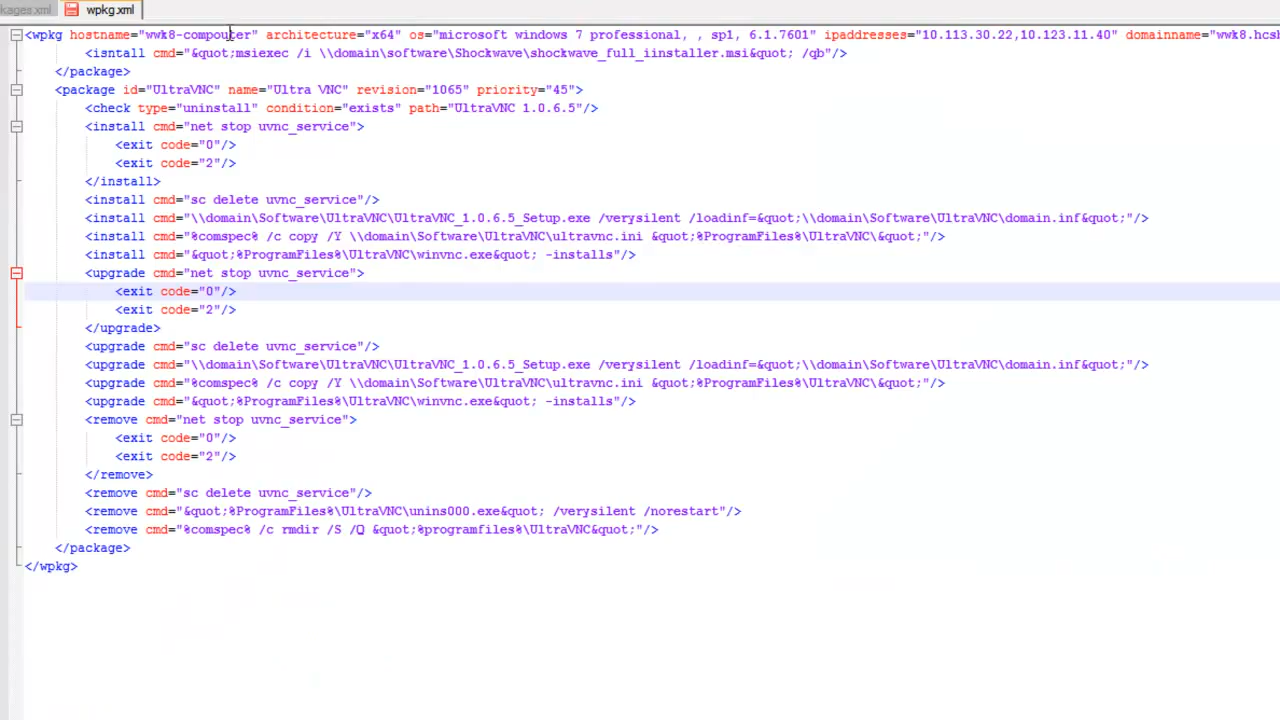 kages.xml
wpkg.xml
<wpkg hostname="wwk8-compouter" architecture="x64" os="microsoft windows 7 professional, , sp1, 6.1.7601" ipaddresses="10.113.30.22,10.123.11.40" domainname="wwk8.hcsb
<isntall cmd="&quot;msiexec /i \\domain\software\Shockwave\shockwave_full_iinstaller.msi&quot; /qb"/>
</package>
<package id="UltraVNC" name="Ultra VNC" revision="1065" priority="45">
<check type="uninstall" condition="exists" path="UltraVNC 1.0.6.5"/>
<install cmd="net stop uvnc_service">
<exit code="0"/>
<exit code="2"/>
</install>
<install cmd="sc delete uvnc_service"/>
<install cmd="\\domain\Software\UltraVNC\UltraVNC_1.0.6.5_Setup.exe /verysilent /loadinf=&quot;\\domain\Software\UltraVNC\domain.inf&quot;"/>
<install cmd="%comspec% /c copy /Y \\domain\Software\UltraVNC\ultravnc.ini &quot;%ProgramFiles%\UltraVNC\&quot;"/>
<install cmd="&quot;%ProgramFiles%\UltraVNC\winvnc.exe&quot; -installs"/>
<upgrade cmd="net stop uvnc_service">
<exit code="0"/>
<exit code="2"/>
</upgrade>
<upgrade cmd="sc delete uvnc_service"/>
<upgrade cmd="\\domain\Software\UltraVNC\UltraVNC_1.0.6.5_Setup.exe /verysilent /loadinf=&quot;\\domain\Software\UltraVNC\domain.inf&quot;"/>
<upgrade cmd="%comspec% /c copy /Y \\domain\Software\UltraVNC\ultravnc.ini &quot;%ProgramFiles%\UltraVNC\&quot;"/>
<upgrade cmd="&quot;%ProgramFiles%\UltraVNC\winvnc.exe&quot; -installs"/>
<remove cmd="net stop uvnc_service">
<exit code="0"/>
<exit code="2"/>
</remove>
<remove cmd="sc delete uvnc_service"/>
<remove cmd="&quot;%ProgramFiles%\UltraVNC\unins000.exe&quot; /verysilent /norestart"/>
<remove cmd="%comspec% /c rmdir /S /Q &quot;%programfiles%\UltraVNC&quot;"/>
</package>
</wpkg>